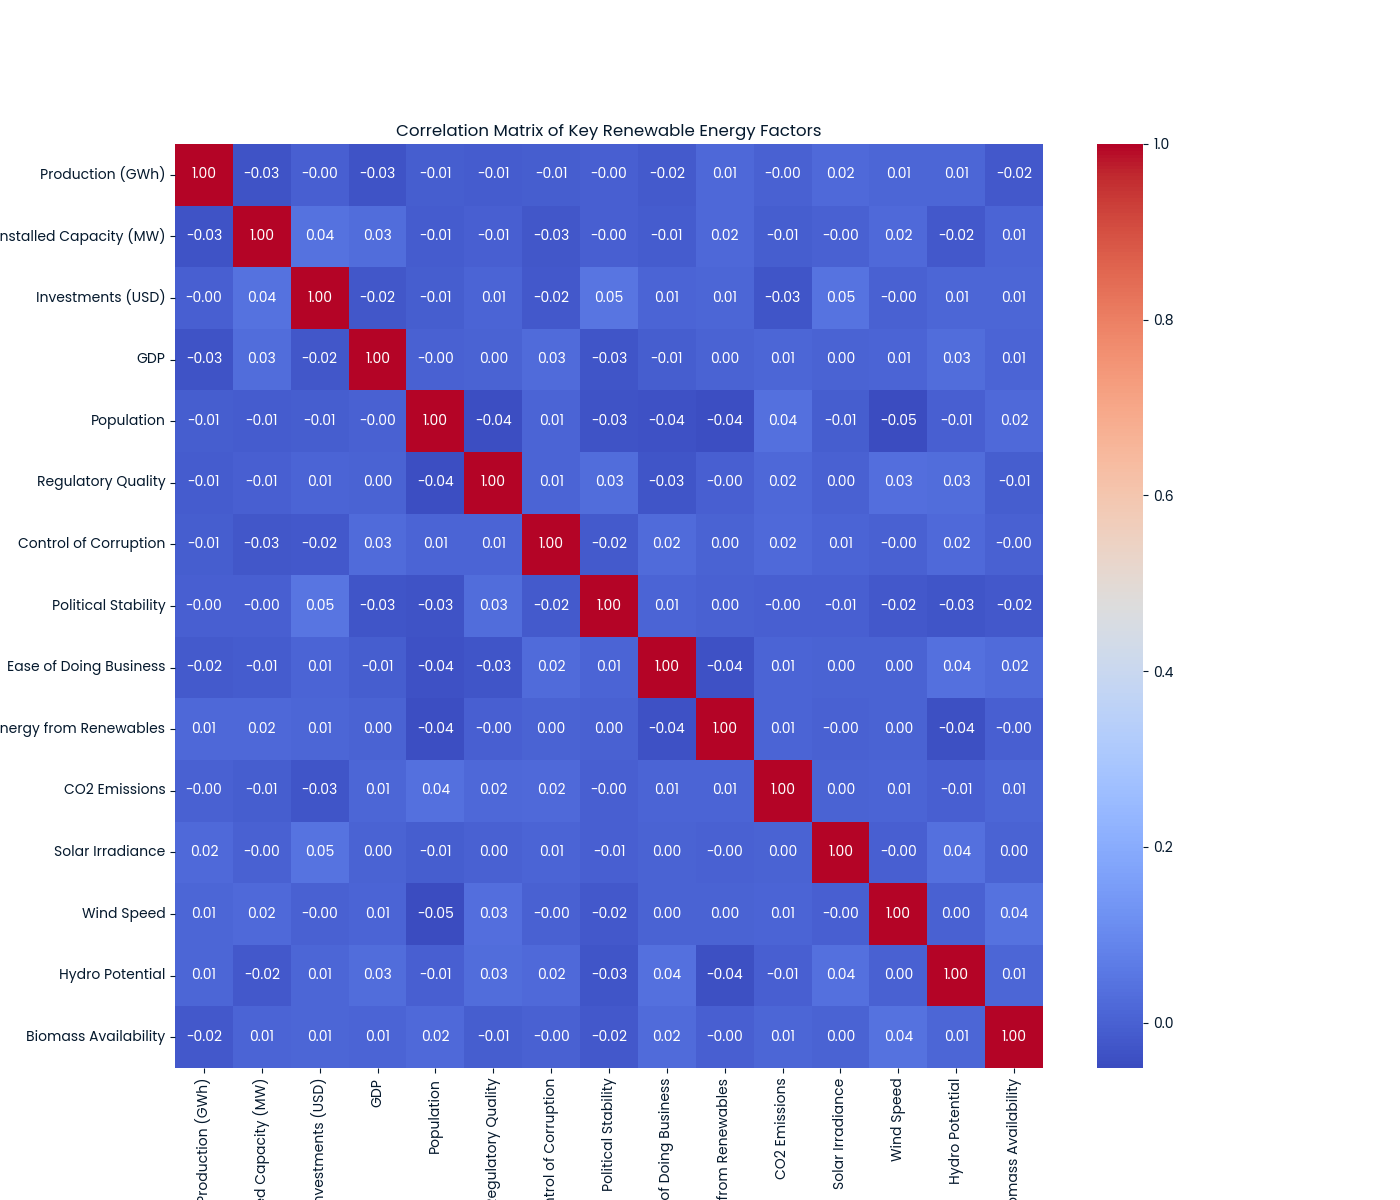 Correlation Matrix of Key Renewable Energy Factors
Production (GWh) 1.00 −0.03 −0.00 −0.03 −0.01 −0.01 −0.01 −0.00 −0.02 0.01 −0.00 0.02 0.01 0.01 −0.02
nstalled Capacity (MW) −0.03 1.00 0.04 0.03 −0.01 −0.01 −0.03 −0.00 −0.01 0.02 −0.01 −0.00 0.02 −0.02 0.01
Investments (USD) −0.00 0.04 1.00 −0.02 −0.01 0.01 −0.02 0.05 0.01 0.01 −0.03 0.05 −0.00 0.01 0.01
GDP −0.03 0.03 −0.02 1.00 −0.00 0.00 0.03 −0.03 −0.01 0.00 0.01 0.00 0.01 0.03 0.01
Population −0.01 −0.01 −0.01 −0.00 1.00 −0.04 0.01 −0.03 −0.04 −0.04 0.04 −0.01 −0.05 −0.01 0.02
Regulatory Quality −0.01 −0.01 0.01 0.00 −0.04 1.00 0.01 0.03 −0.03 −0.00 0.02 0.00 0.03 0.03 −0.01
Control of Corruption −0.01 −0.03 −0.02 0.03 0.01 0.01 1.00 −0.02 0.02 0.00 0.02 0.01 −0.00 0.02 −0.00
Political Stability −0.00 −0.00 0.05 −0.03 −0.03 0.03 −0.02 1.00 0.01 0.00 −0.00 −0.01 −0.02 −0.03 −0.02
Ease of Doing Business −0.02 −0.01 0.01 −0.01 −0.04 −0.03 0.02 0.01 1.00 −0.04 0.01 0.00 0.00 0.04 0.02
nergy from Renewables 0.01 0.02 0.01 0.00 −0.04 −0.00 0.00 0.00 −0.04 1.00 0.01 −0.00 0.00 −0.04 −0.00
CO2 Emissions −0.00 −0.01 −0.03 0.01 0.04 0.02 0.02 −0.00 0.01 0.01 1.00 0.00 0.01 −0.01 0.01
Solar Irradiance 0.02 −0.00 0.05 0.00 −0.01 0.00 0.01 −0.01 0.00 −0.00 0.00 1.00 −0.00 0.04 0.00
Wind Speed 0.01 0.02 −0.00 0.01 −0.05 0.03 −0.00 −0.02 0.00 0.00 0.01 −0.00 1.00 0.00 0.04
Hydro Potential 0.01 −0.02 0.01 0.03 −0.01 0.03 0.02 −0.03 0.04 −0.04 −0.01 0.04 0.00 1.00 0.01
Biomass Availability −0.02 0.01 0.01 0.01 0.02 −0.01 −0.00 −0.02 0.02 −0.00 0.01 0.00 0.04 0.01 1.00
Production (GWh)
ed Capacity (MW)
nvestments (USD)
GDP
Population
egulatory Quality
ntrol of Corruption
Political Stability
of Doing Business
from Renewables
CO2 Emissions
Solar Irradiance
Wind Speed
Hydro Potential
omass Availability
1.0
0.8
0.6
0.4
0.2
0.0